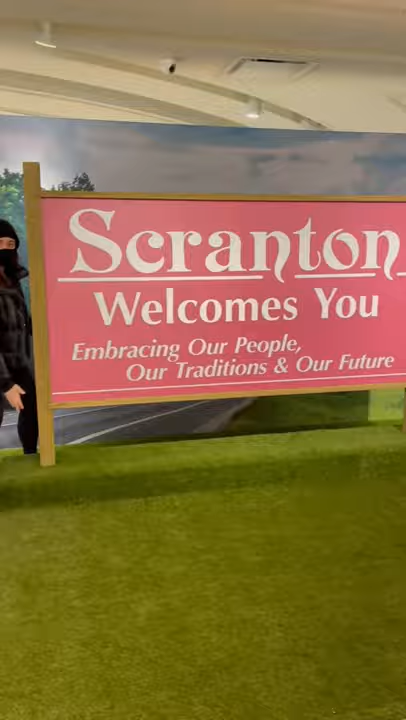 Scranton
Welcomes You
Embracing Our People,
Our Traditions & Our Future